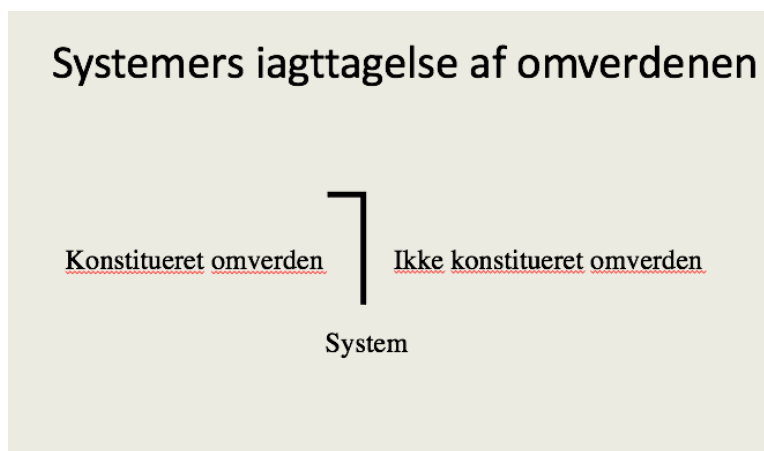 Systemers iagttagelse af omverdenen
Konstitueret omverden
Ikke konstitueret omverden
System